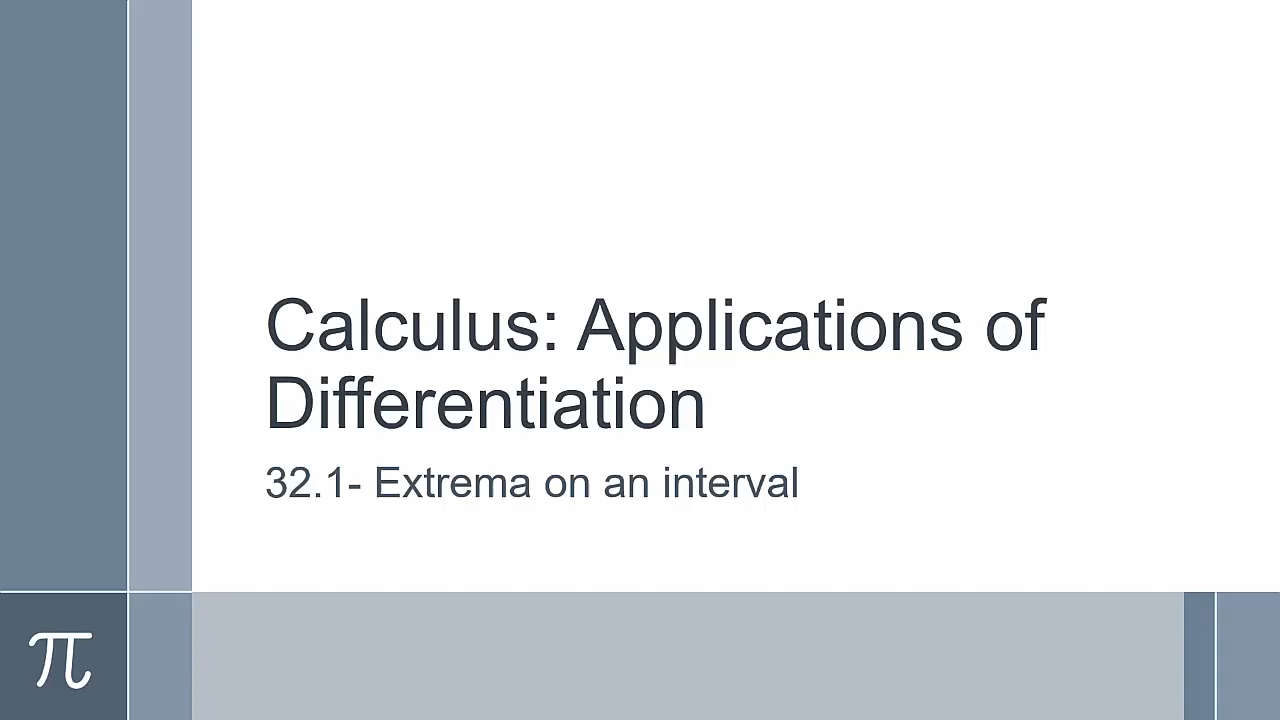 Calculus: Applications of
Differentiation
32.1- Extrema on an interval
π